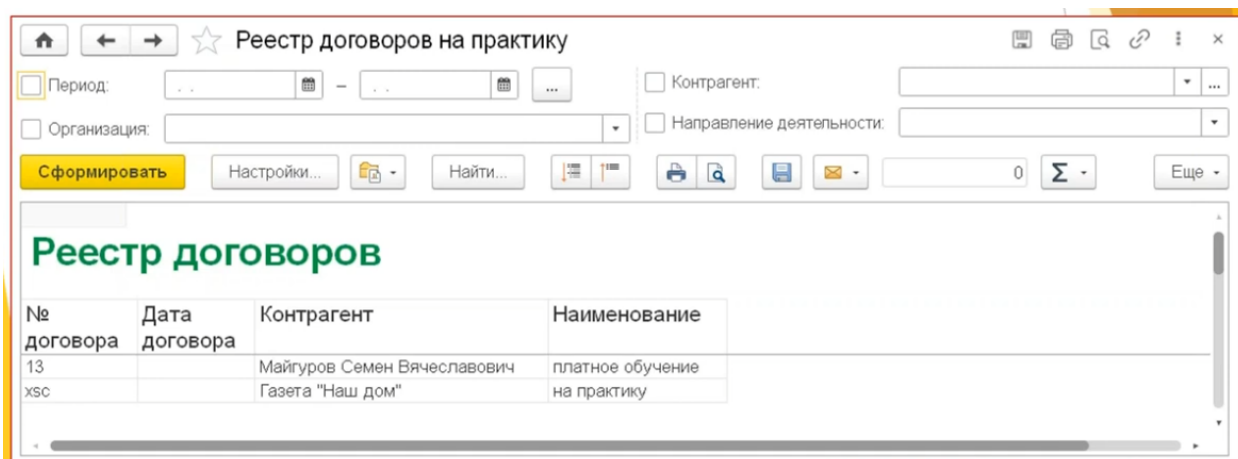 Реестр договоров на практику
Период: . . – . . ... Контрагент: ...
Организация: Направление деятельности:
Сформировать Настройки... Найти... 0 Σ Еще
Реестр договоров
№ Дата Контрагент Наименование
договора договора
13 Майгуров Семен Вячеславович платное обучение
xsc Газета "Наш дом" на практику